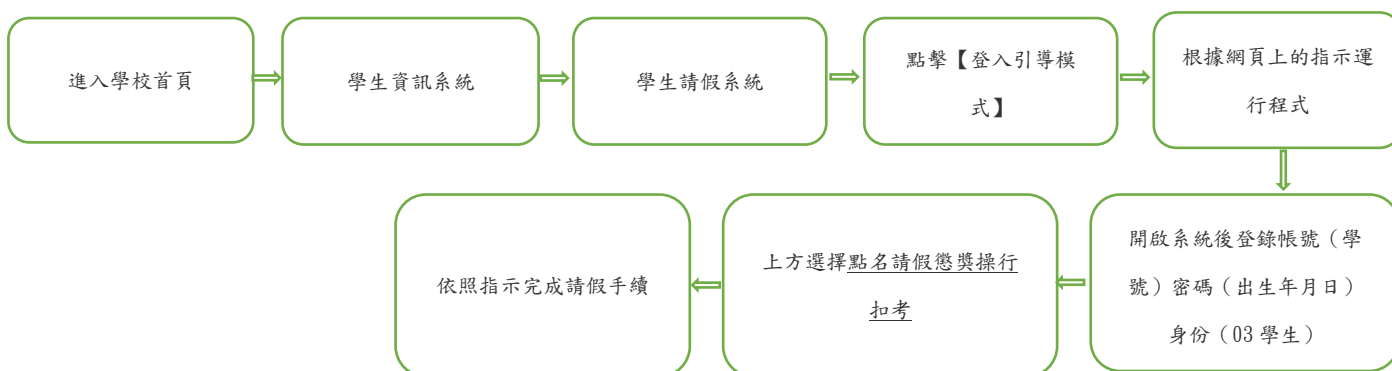 進入學校首頁
學生資訊系統
學生請假系統
點擊【登入引導模
式】
根據網頁上的指示運
行程式
開啟系統後登錄帳號（學
號）密碼（出生年月日）
身份（03 學生）
上方選擇點名請假懲獎操行
扣考
依照指示完成請假手續